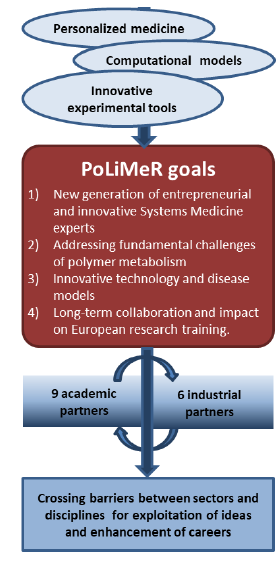 Personalized medicine
Computational models
Innovative
experimental tools
PoLiMeR goals
1) New generation of entrepreneurial
and innovative Systems Medicine
experts
2) Addressing fundamental challenges
of polymer metabolism
3) Innovative technology and disease
models
4) Long-term collaboration and impact
on European research training.
9 academic
partners
6 industrial
partners
Crossing barriers between sectors and
disciplines for exploitation of ideas
and enhancement of careers